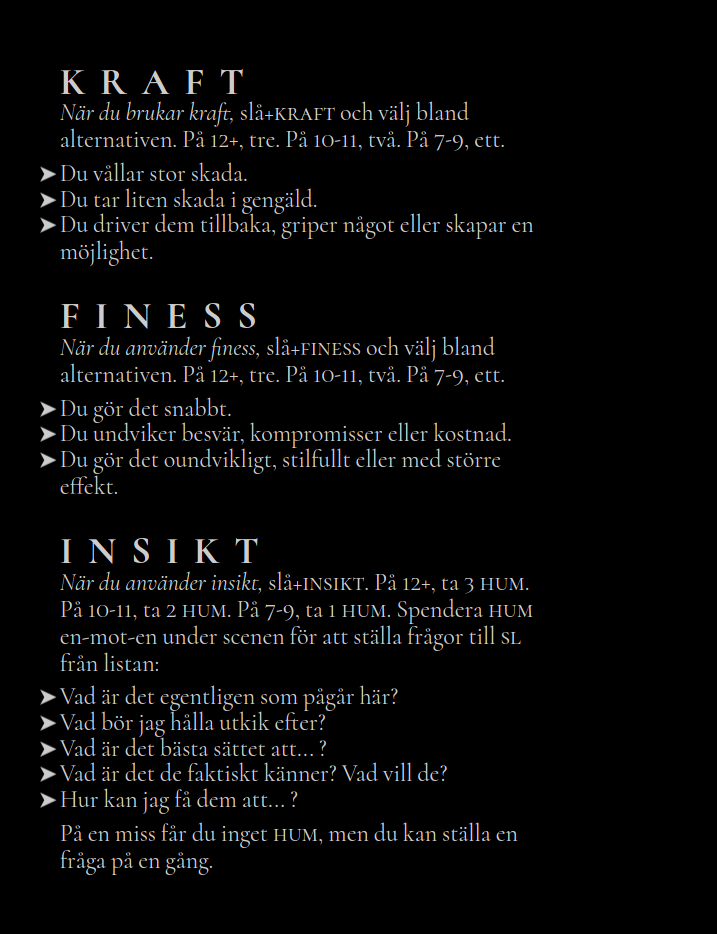 KRAFT
När du brukar kraft, slå+KRAFT och välj bland
alternativen. På 12+, tre. På 10-11, två. På 7-9, ett.
➤Du vållar stor skada.
➤Du tar liten skada i gengäld.
➤Du driver dem tillbaka, griper något eller skapar en
möjlighet.
FINESS
När du använder finess, slå+FINESS och välj bland
alternativen. På 12+, tre. På 10-11, två. På 7-9, ett.
➤Du gör det snabbt.
➤Du undviker besvär, kompromisser eller kostnad.
➤Du gör det oundvikligt, stilfullt eller med större
effekt.
INSIKT
När du använder insikt, slå+INSIKT. På 12+, ta 3 HUM.
På 10-11, ta 2 HUM. På 7-9, ta 1 HUM. Spendera HUM
en-mot-en under scenen för att ställa frågor till SL
från listan:
➤Vad är det egentligen som pågår här?
➤Vad bör jag hålla utkik efter?
➤Vad är det bästa sättet att... ?
➤Vad är det de faktiskt känner? Vad vill de?
➤Hur kan jag få dem att... ?
På en miss får du inget HUM, men du kan ställa en
fråga på en gång.